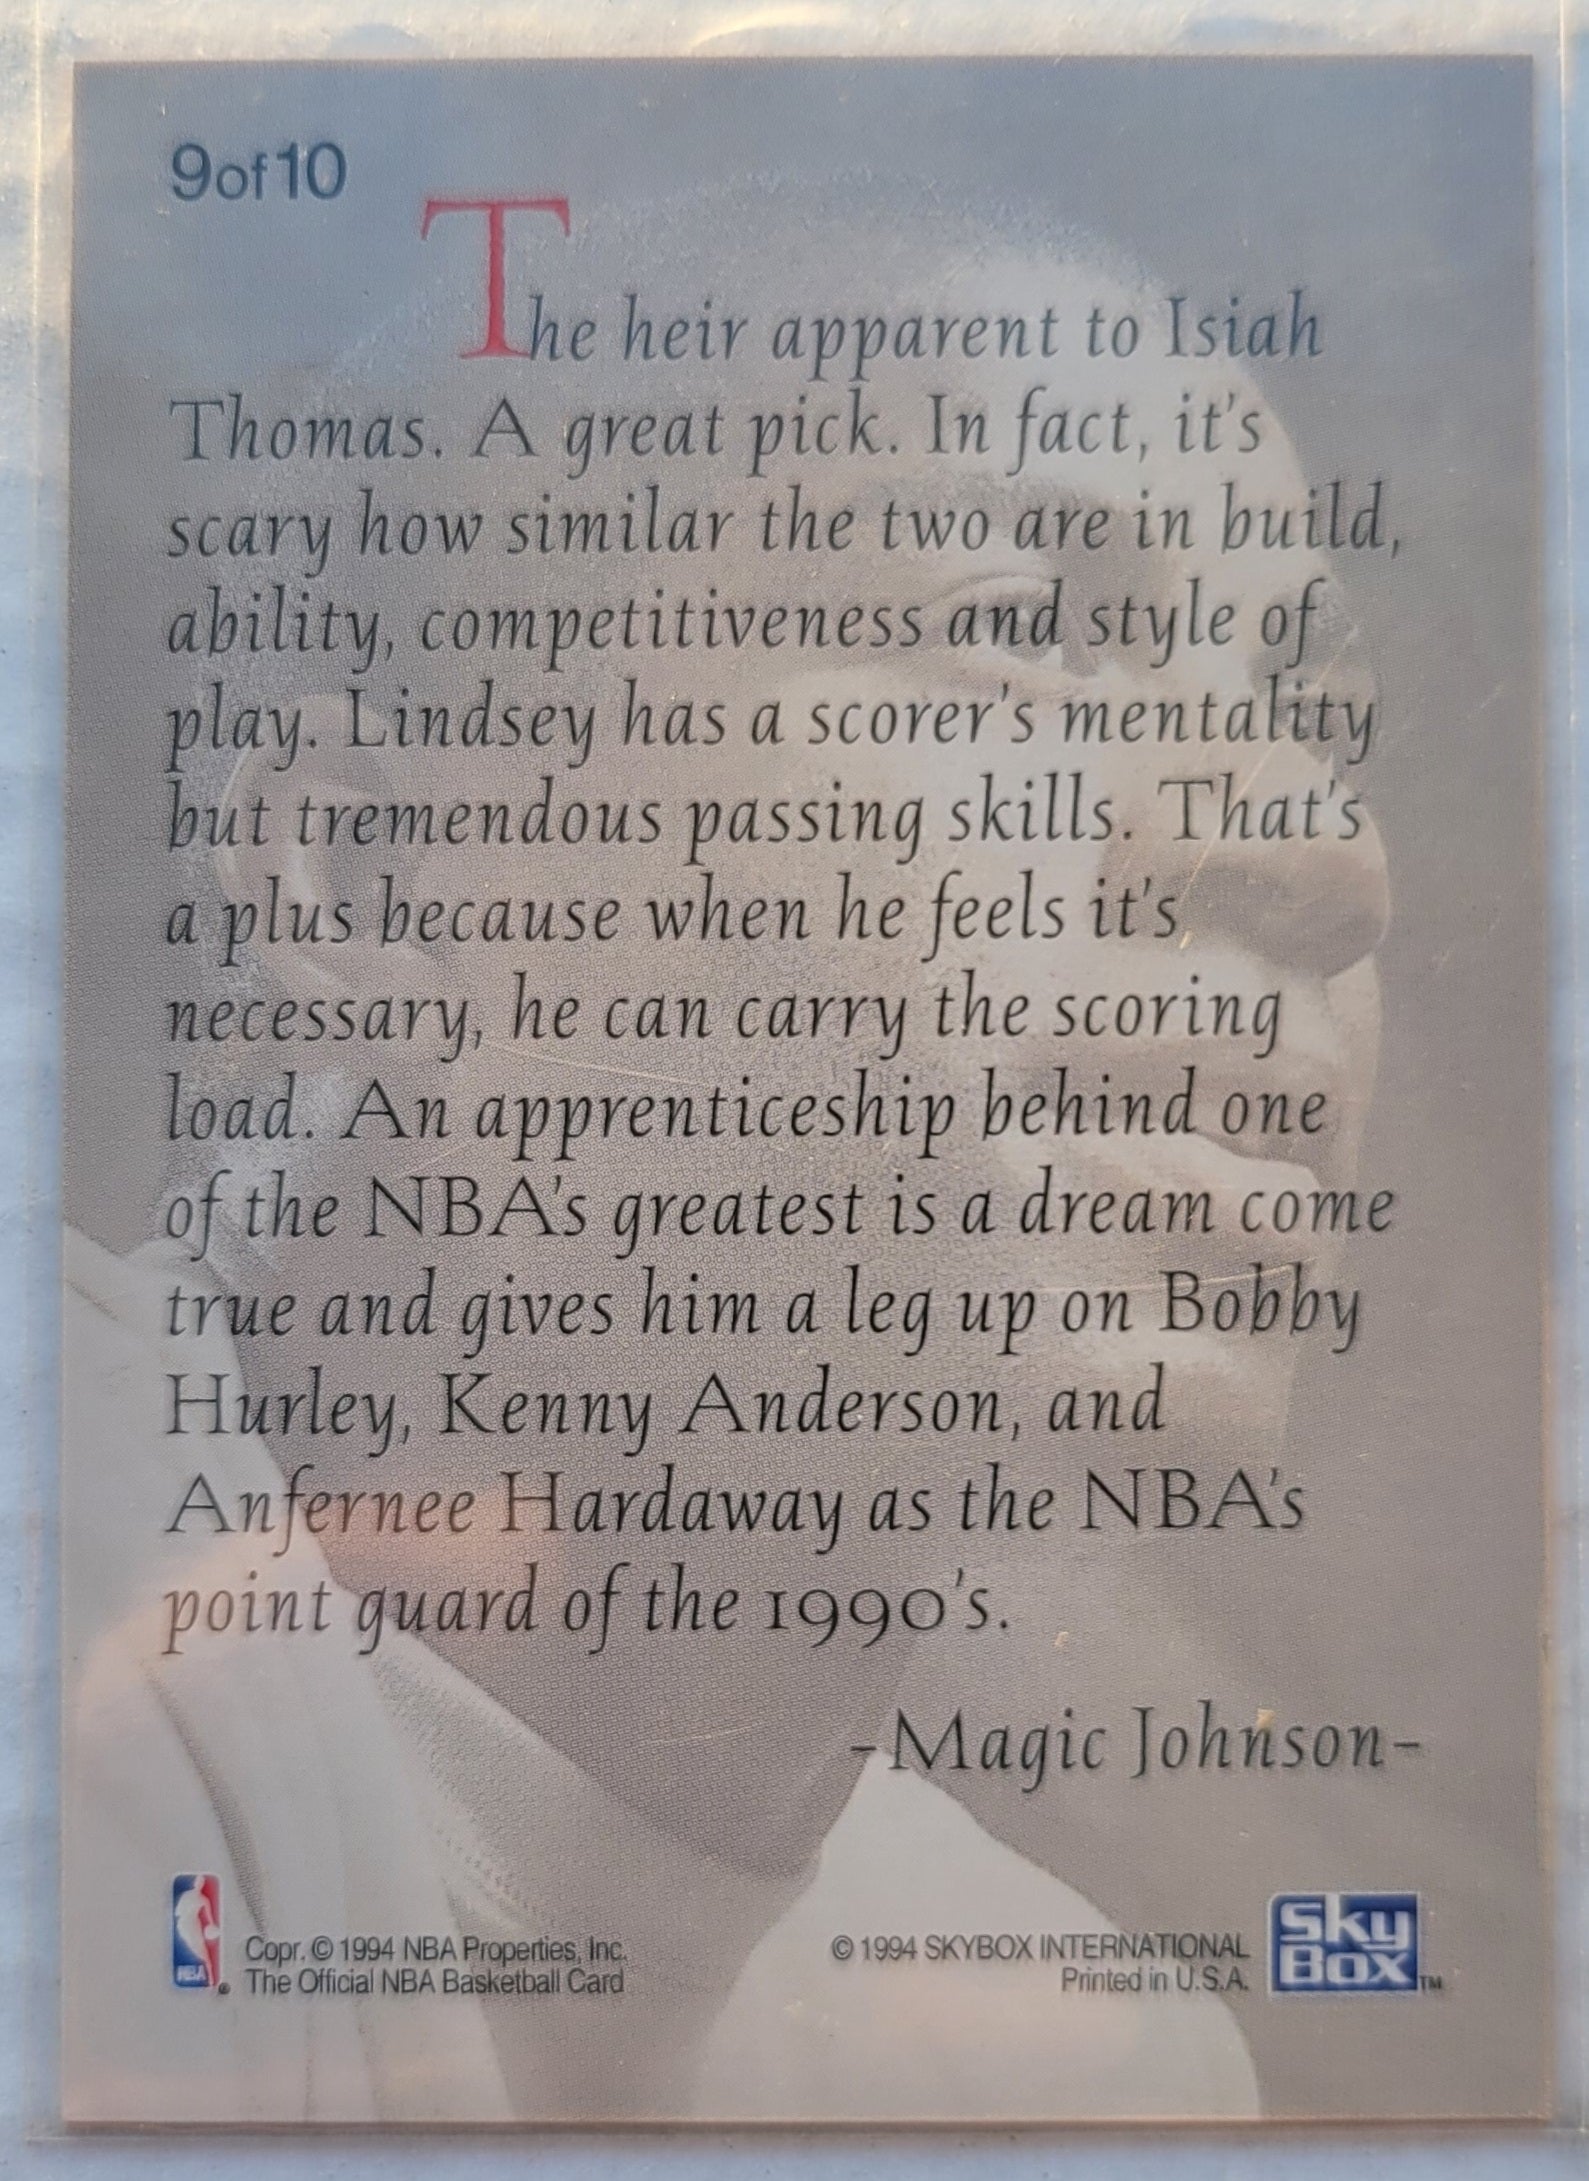 9of10
The heir apparent to Isiah
Thomas. A great pick. In fact, it's
scary how similar the two are in build,
ability, competitiveness and style of
play. Lindsey has a scorer's mentality
but tremendous passing skills. That's
a plus because when he feels it's
necessary, he can carry the scoring
load. An apprenticeship behind one
of the NBA's greatest is a dream come
true and gives him a leg up on Bobby
Hurley, Kenny Anderson, and
Anfernee Hardaway as the NBA's
point guard of the 1990's.
-Magic Johnson-
NBA ®
Copr. © 1994 NBA Properties, Inc.
The Official NBA Basketball Card
© 1994 SKYBOX INTERNATIONAL
Printed in U.S.A.
Sky
Box™